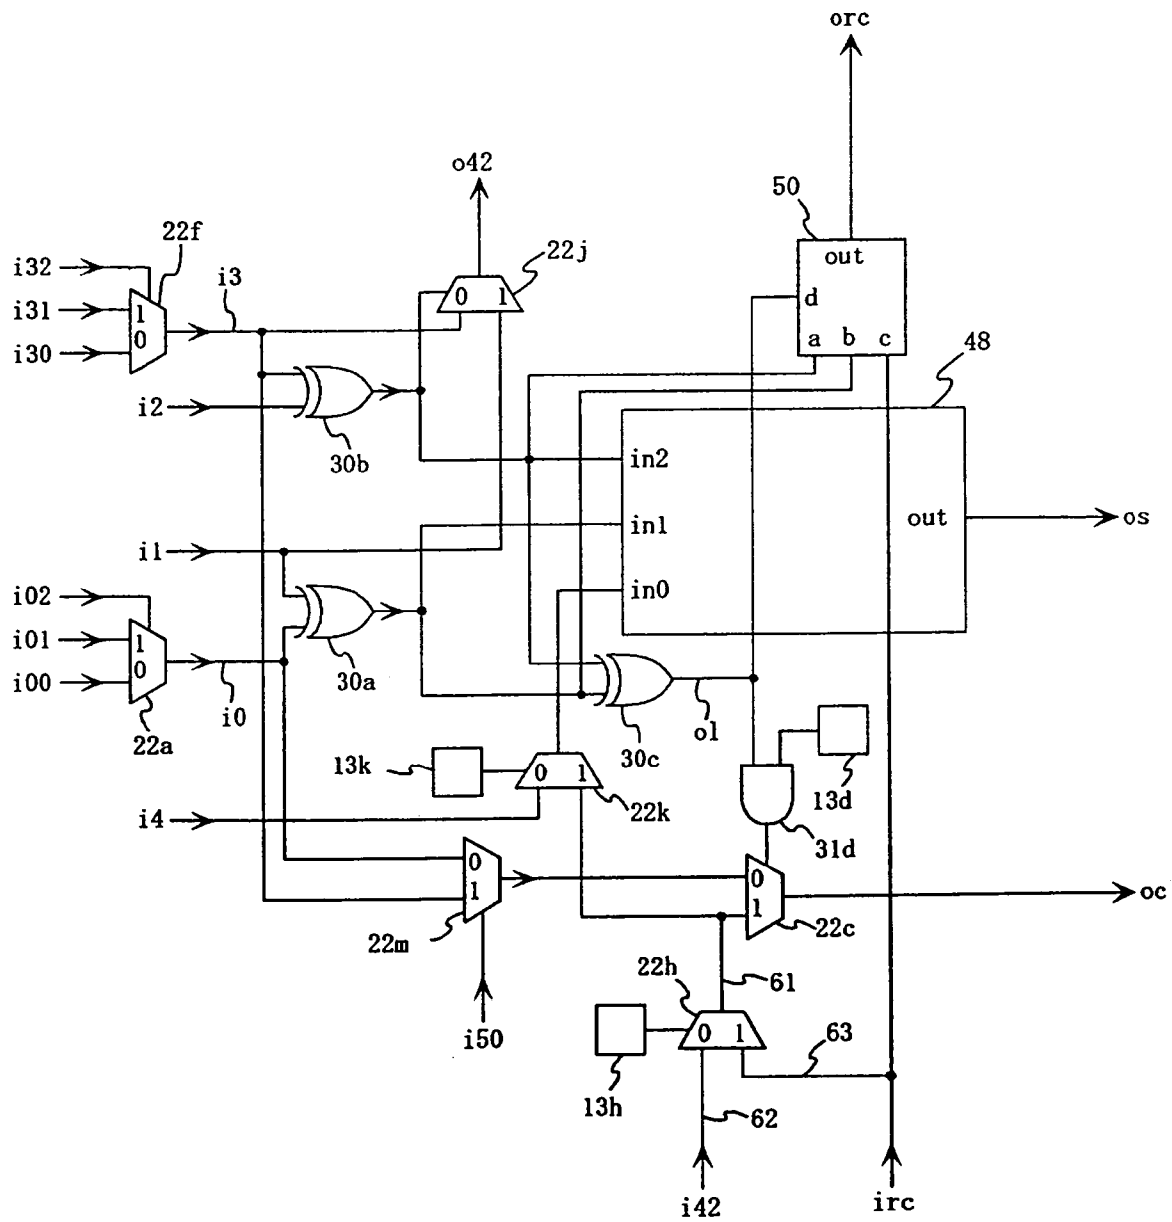 orc
o42
50
22f
i32
22j
out
i3
0 1
i31
1
d
0
i30
a b c
48
i2
30b
in2
in1
out
os
i1
in0
i02
i01
1
0
i00
30a
i0
o1
22a
30c
13k
0 1
13d
22k
i4
31d
0
0
1
1
oc
22m
22c
22h
61
i50
0 1
63
13h
62
i42
irc